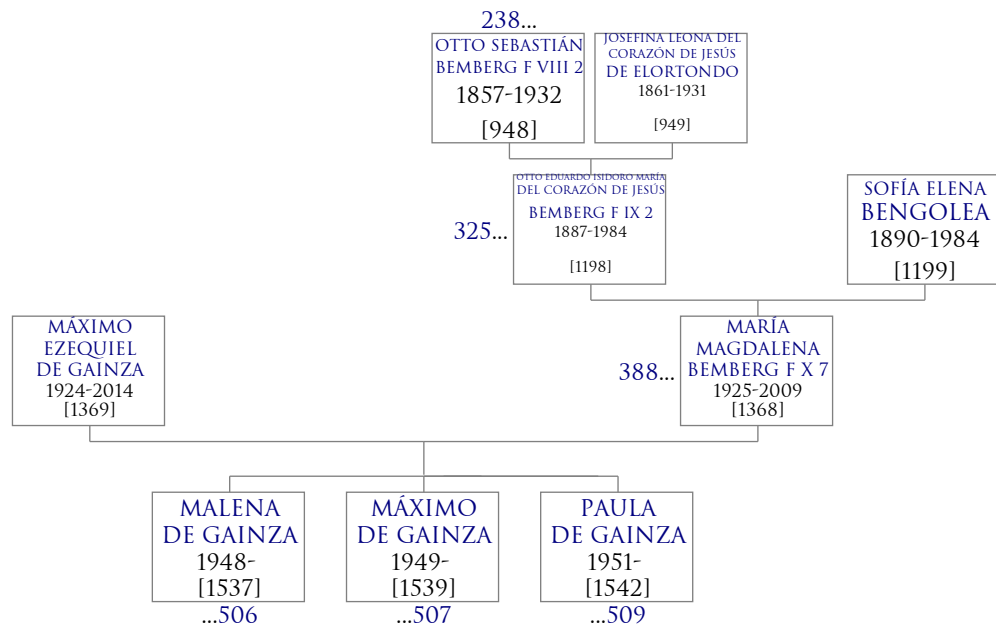 238...
OTTO SEBASTIÁN
BEMBERG F VIII 2
1857-1932
[948]
JOSEFINA LEONA DEL
CORAZÓN DE JESÚS
DE ELORTONDO
1861-1931
[949]
325...
OTTO EDUARDO ISIDORO MARÍA
DEL CORAZÓN DE JESÚS
BEMBERG F IX 2
1887-1984
[1198]
SOFÍA ELENA
BENGOLEA
1890-1984
[1199]
MÁXIMO
EZEQUIEL
DE GAINZA
1924-2014
[1369]
388...
MARÍA
MAGDALENA
BEMBERG F X 7
1925-2009
[1368]
MALENA
DE GAINZA
1948-
[1537]
...506
MÁXIMO
DE GAINZA
1949-
[1539]
...507
PAULA
DE GAINZA
1951-
[1542]
...509